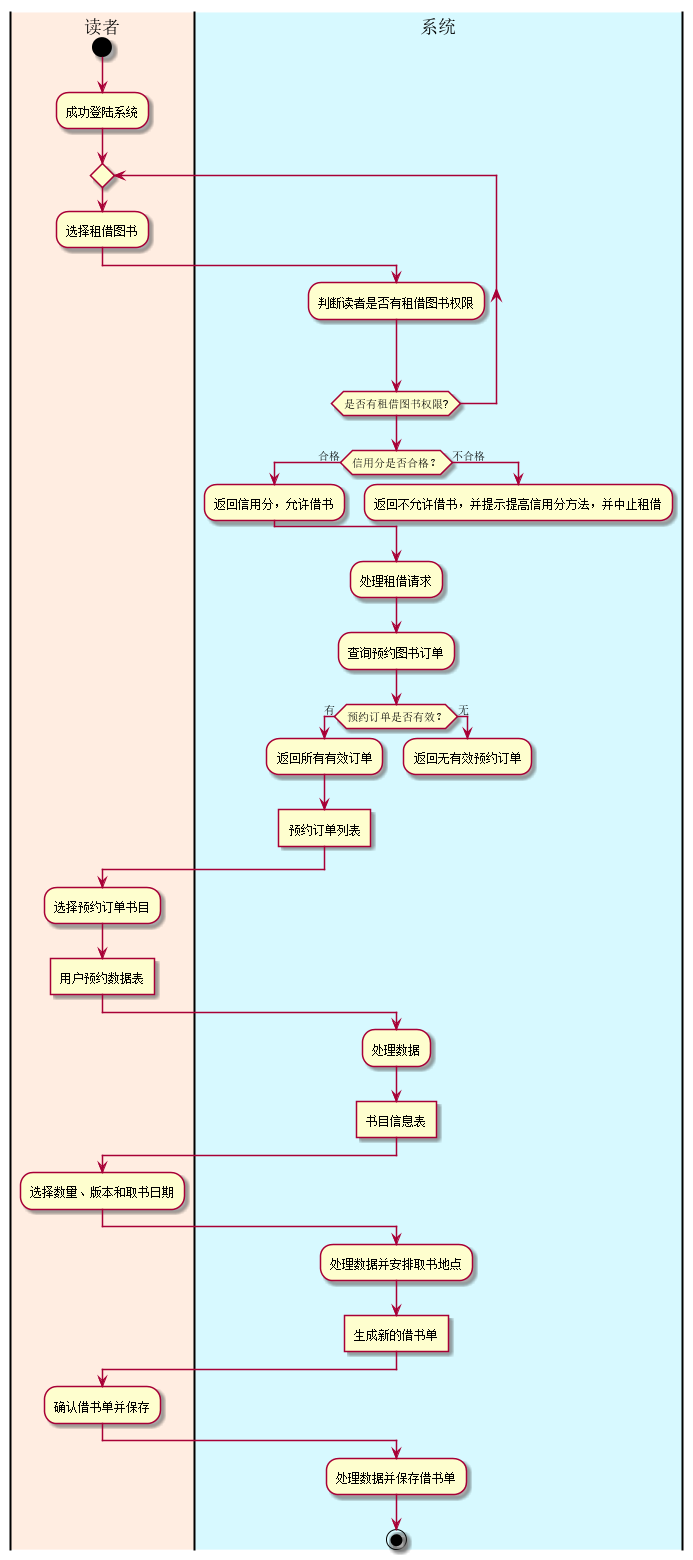 读者
系统
成功登陆系统
选择租借图书
判断读者是否有租借图书权限
是否有租借图书权限?
合格
信用分是否合格？
不合格
返回信用分，允许借书
返回不允许借书，并提示提高信用分方法，并中止租借
处理租借请求
查询预约图书订单
有
预约订单是否有效？
无
返回所有有效订单
返回无有效预约订单
预约订单列表
选择预约订单书目
用户预约数据表
处理数据
书目信息表
选择数量、版本和取书日期
处理数据并安排取书地点
生成新的借书单
确认借书单并保存
处理数据并保存借书单